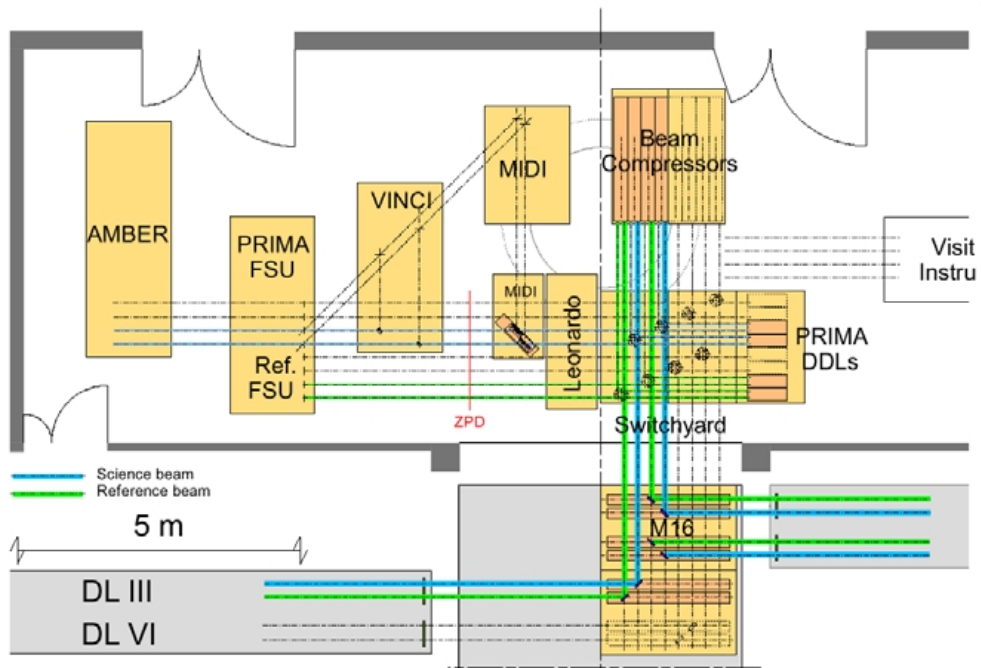 Beam
Compressors
MIDI
VINCI
AMBER
PRIMA
FSU
Visit
Instru
MIDI
Leonardo
PRIMA
DDLs
Ref.
FSU
ZPD
Switchyard
Science beam
Reference beam
5 m
M16
DL III
DL VI